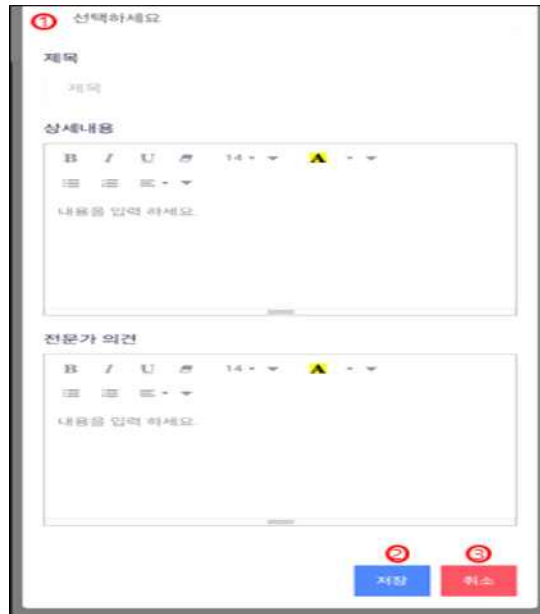 ① 선택하세요
제목
제목
상세내용
B I U 14 A
내용을 입력 하세요.
전문가 의견
B I U 14 A
내용을 입력 하세요.
② ③
저장 취소